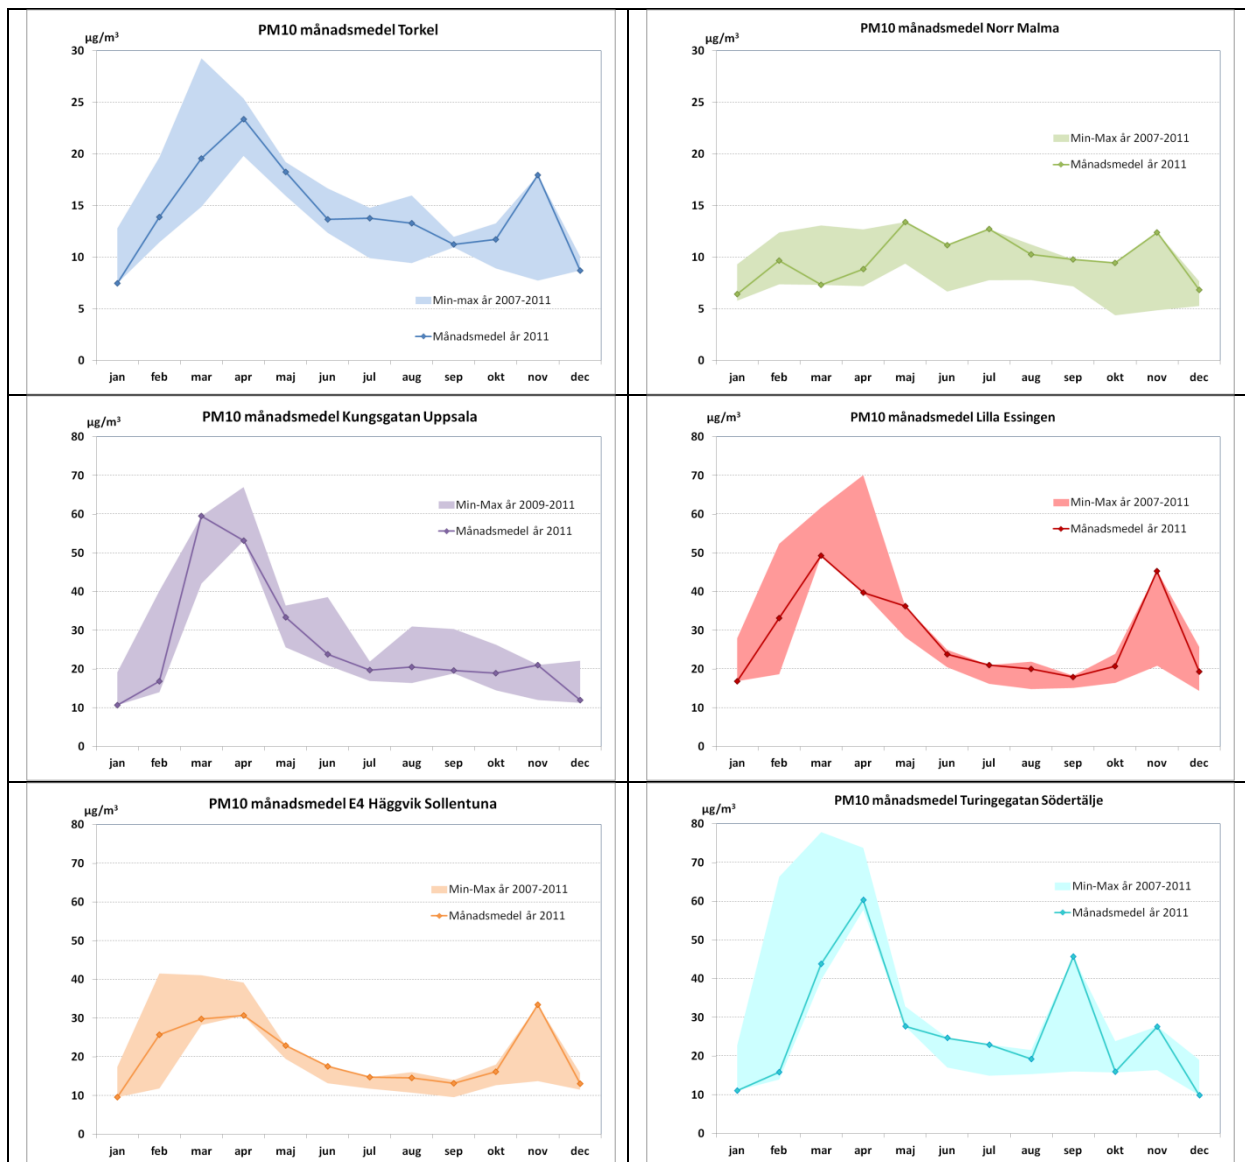 PM10 månadsmedel Torkel
µg/m³
30
25
20
15
10
5
0
jan feb mar apr maj jun jul aug sep okt nov dec
Min-max år 2007-2011
Månadsmedel år 2011
PM10 månadsmedel Norr Malma
µg/m³
30
25
20
15
10
5
0
jan feb mar apr maj jun jul aug sep okt nov dec
Min-Max år 2007-2011
Månadsmedel år 2011
PM10 månadsmedel Kungsgatan Uppsala
µg/m³
80
70
60
50
40
30
20
10
0
jan feb mar apr maj jun jul aug sep okt nov dec
Min-Max år 2009-2011
Månadsmedel år 2011
PM10 månadsmedel Lilla Essingen
µg/m³
80
70
60
50
40
30
20
10
0
jan feb mar apr maj jun jul aug sep okt nov dec
Min-Max år 2007-2011
Månadsmedel år 2011
PM10 månadsmedel E4 Häggvik Sollentuna
µg/m³
80
70
60
50
40
30
20
10
0
jan feb mar apr maj jun jul aug sep okt nov dec
Min-Max år 2007-2011
Månadsmedel år 2011
PM10 månadsmedel Turingegatan Södertälje
µg/m³
80
70
60
50
40
30
20
10
0
jan feb mar apr maj jun jul aug sep okt nov dec
Min-Max år 2007-2011
Månadsmedel år 2011